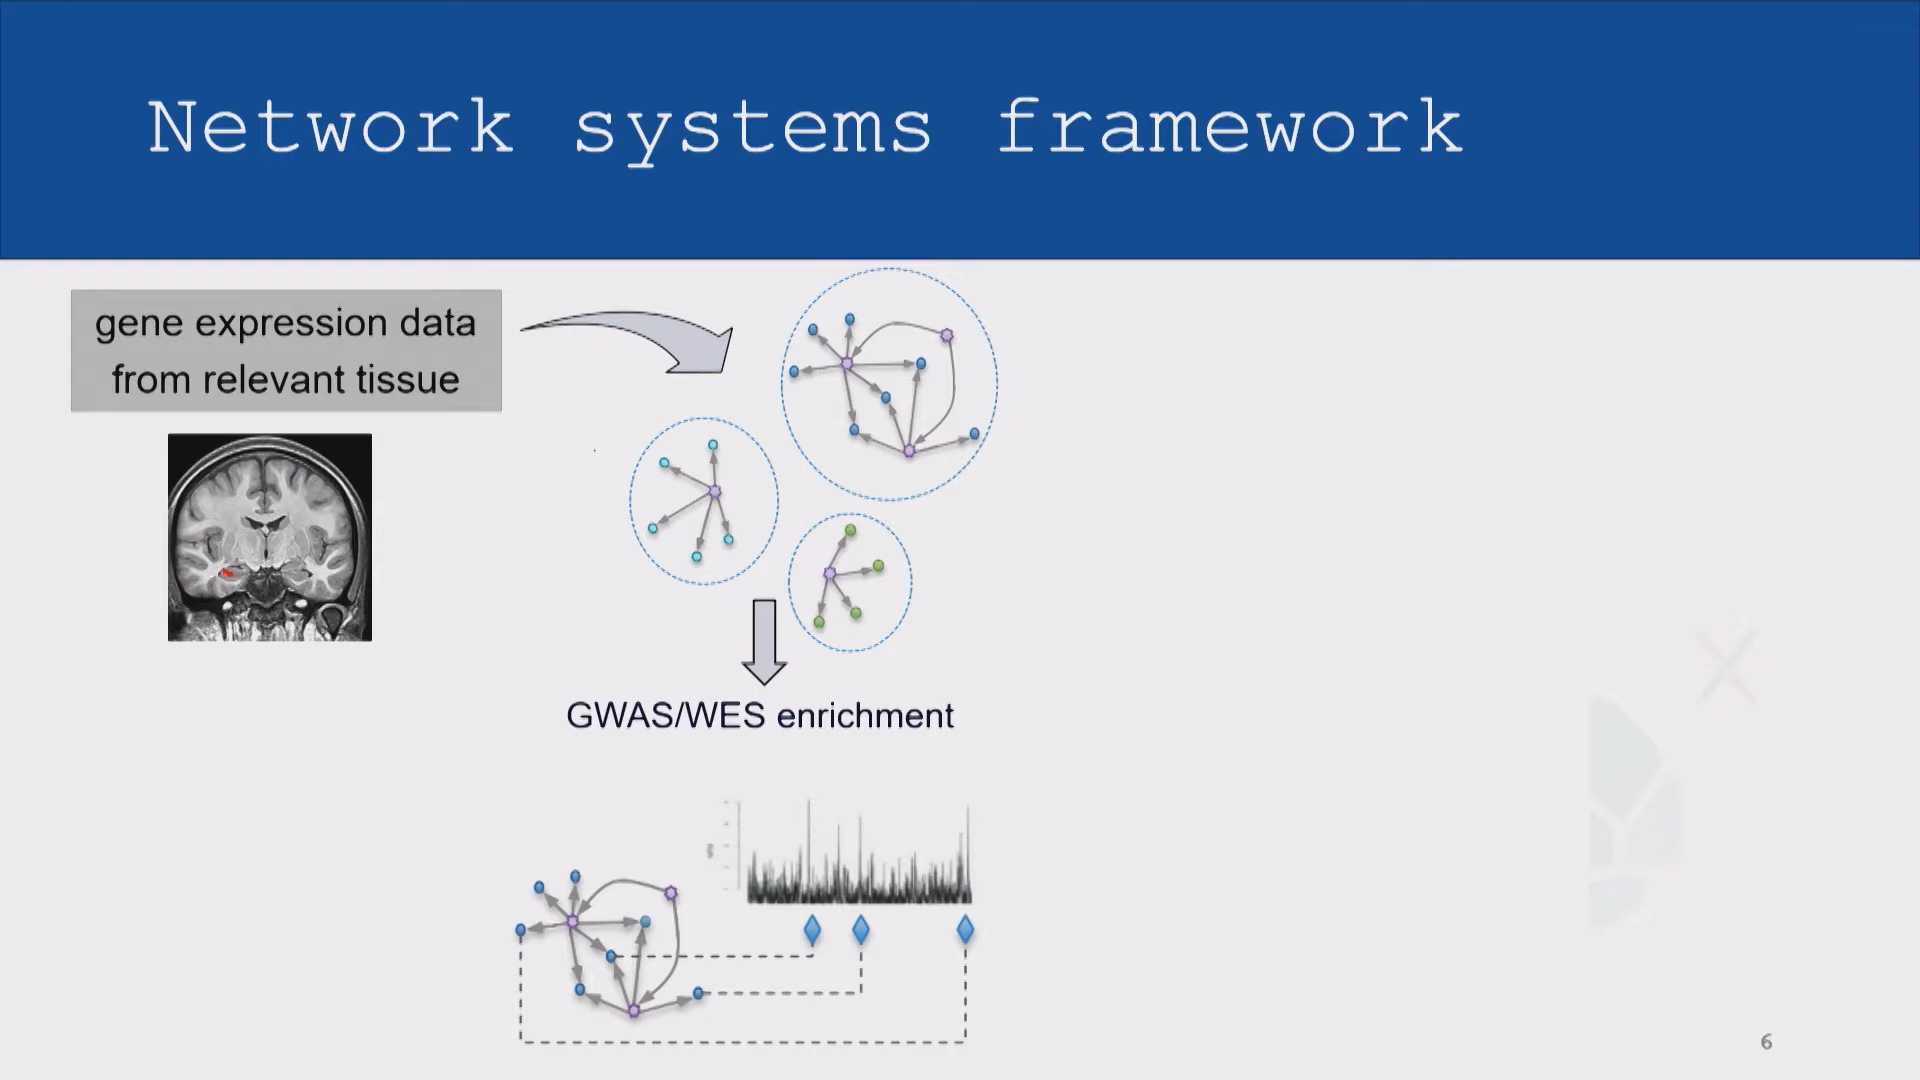 Network systems framework
gene expression data
from relevant tissue
GWAS/WES enrichment
6